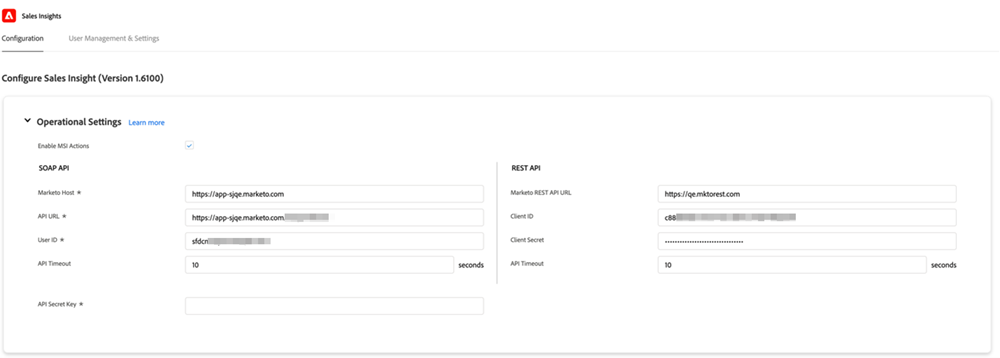 Sales Insights
Configuration User Management & Settings
Configure Sales Insight (Version 1.6100)
Operational Settings Learn more
Enable MSI Actions
SOAP API
Marketo Host * https://app-sjqe.marketo.com
API URL * https://app-sjqe.marketo.com
User ID * sfdcn
API Timeout 10 seconds
API Secret Key *
REST API
Marketo REST API URL https://qe.mktorest.com
Client ID c88
Client Secret ································
API Timeout 10 seconds